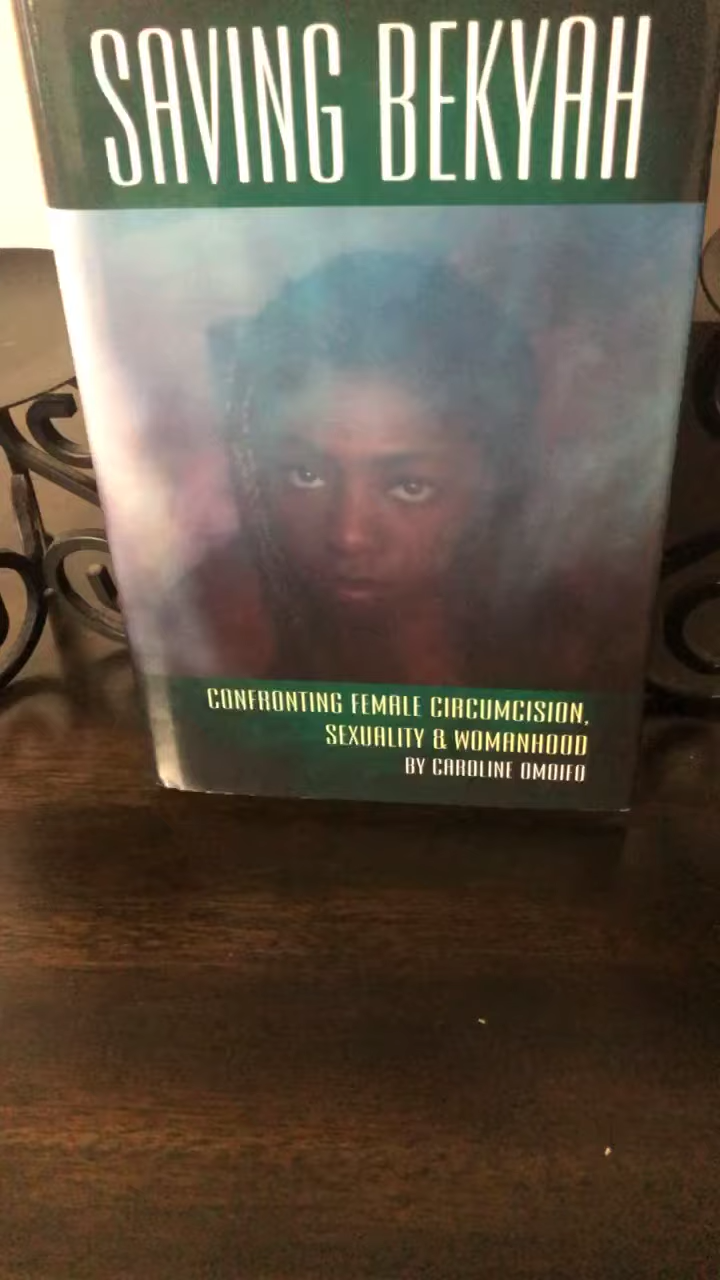 SAVING BEKYAH
CONFRONTING FEMALE CIRCUMCISION,
SEXUALITY & WOMANHOOD
BY CAROLINE OMOIFO